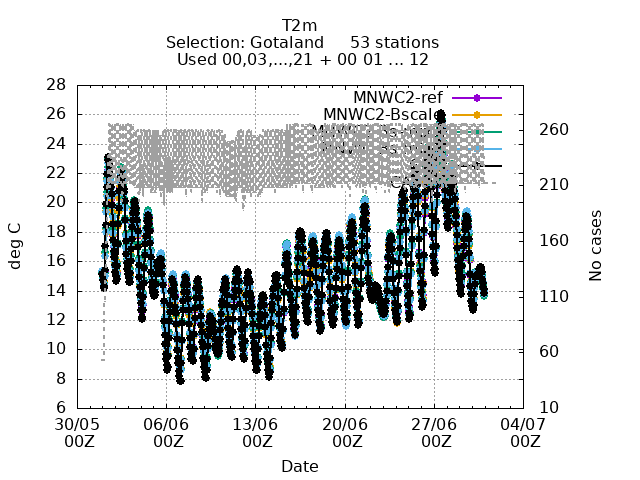 T2m
Selection: Gotaland 53 stations
Used 00,03,...,21 + 00 01 ... 12
28
26
24
22
20
18
16
14
12
10
8
6
deg C
MNWC2-ref
MNWC2-Bscale
260
210
160
110
60
10
No cases
30/05 06/06 13/06 20/06 27/06 04/07
00Z 00Z 00Z 00Z 00Z 00Z
Date